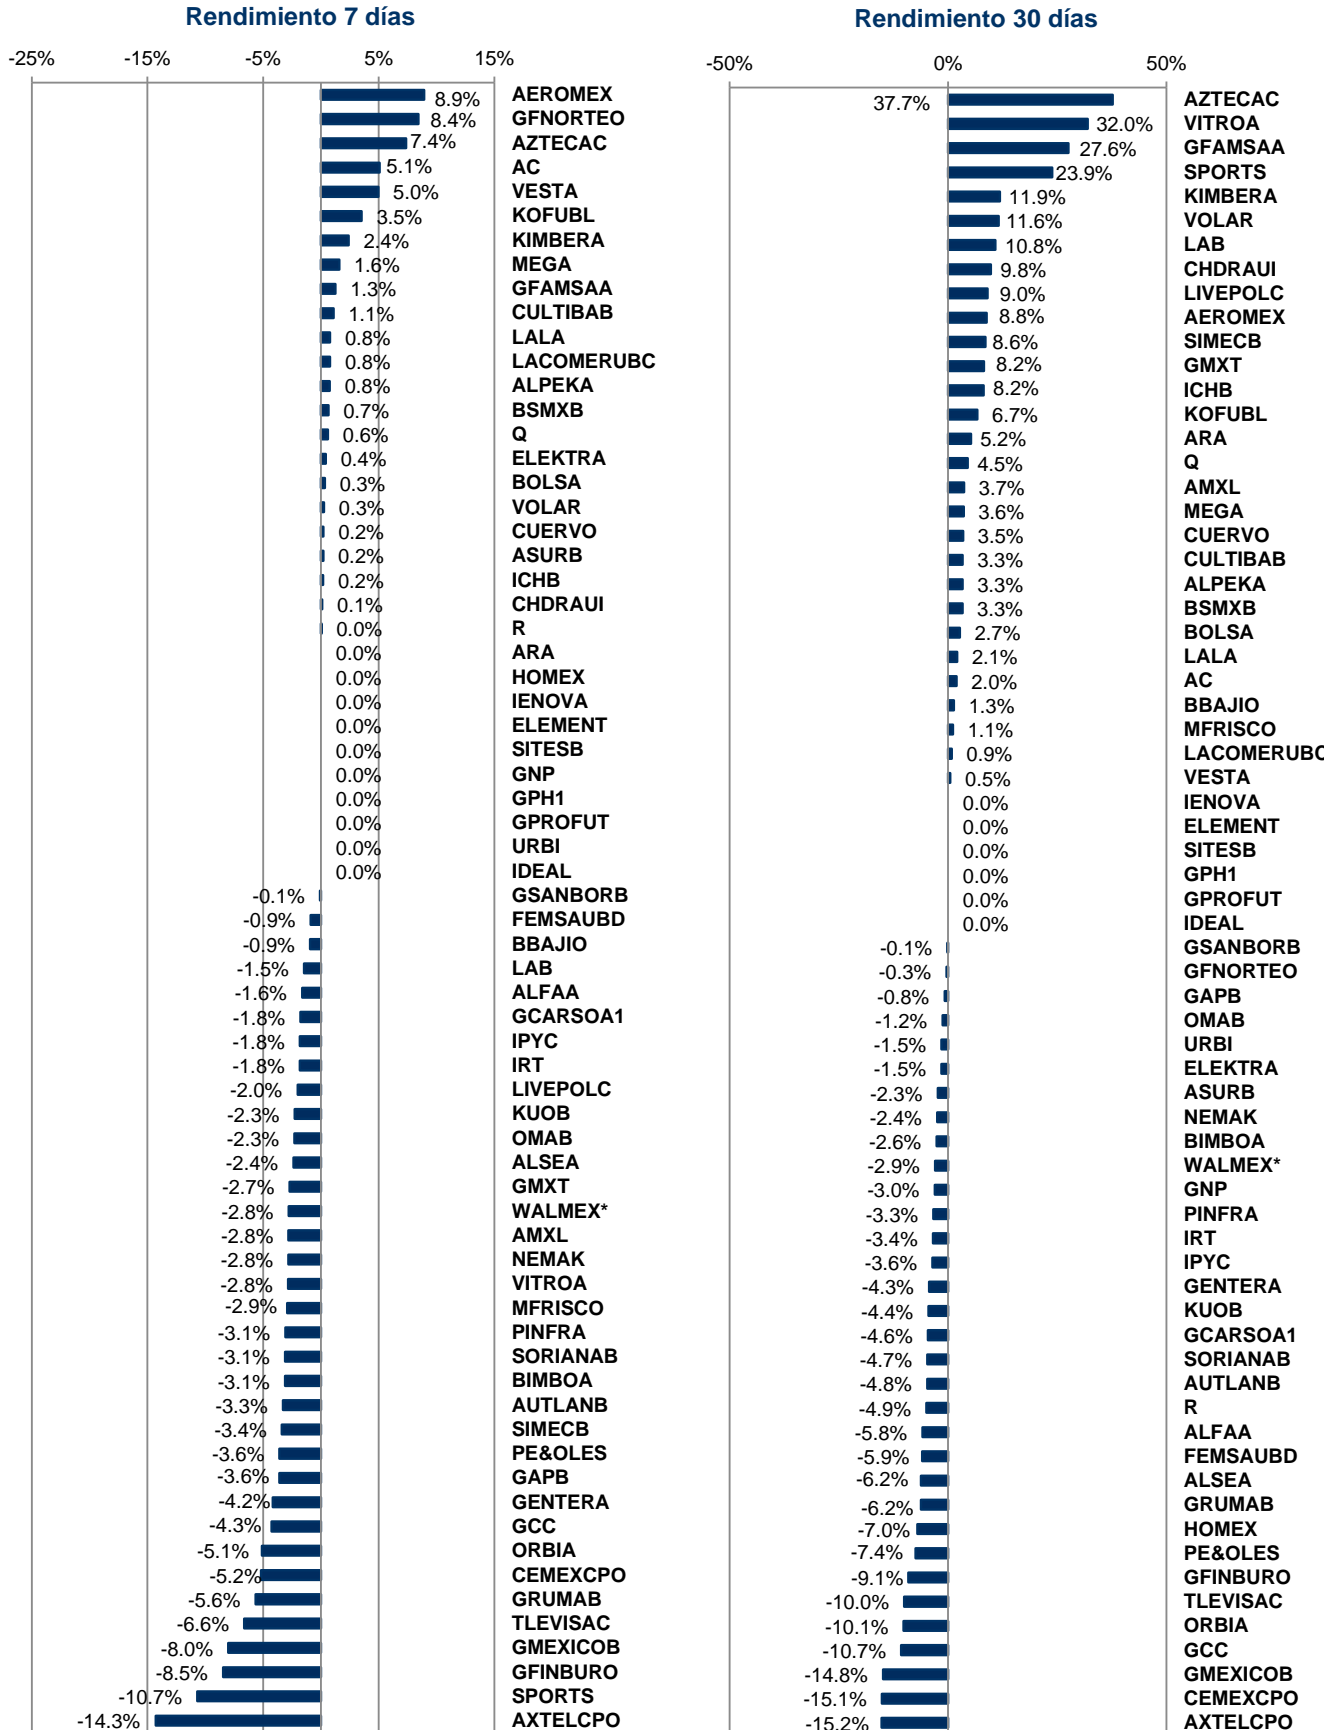 Rendimiento 7 días
-25% -15% -5% 5% 15%
8.9% AEROMEX
8.4% GFNORTEO
7.4% AZTECAC
5.1% AC
5.0% VESTA
3.5% KOFUBL
2.4% KIMBERA
1.6% MEGA
1.3% GFAMSAA
1.1% CULTIBAB
0.8% LALA
0.8% LACOMERUBC
0.8% ALPEKA
0.7% BSMXB
0.6% Q
0.4% ELEKTRA
0.3% BOLSA
0.3% VOLAR
0.2% CUERVO
0.2% ASURB
0.2% ICHB
0.1% CHDRAUI
0.0% R
0.0% ARA
0.0% HOMEX
0.0% IENOVA
0.0% ELEMENT
0.0% SITESB
0.0% GNP
0.0% GPH1
0.0% GPROFUT
0.0% URBI
0.0% IDEAL
-0.1% GSANBORB
-0.9% FEMSAUBD
-0.9% BBAJIO
-1.5% LAB
-1.6% ALFAA
-1.8% GCARSOA1
-1.8% IPYC
-1.8% IRT
-2.0% LIVEPOLC
-2.3% KUOB
-2.3% OMAB
-2.4% ALSEA
-2.7% GMXT
-2.8% WALMEX*
-2.8% AMXL
-2.8% NEMAK
-2.8% VITROA
-2.9% MFRISCO
-3.1% PINFRA
-3.1% SORIANAB
-3.1% BIMBOA
-3.3% AUTLANB
-3.4% SIMECB
-3.6% PE&OLES
-3.6% GAPB
-4.2% GENTERA
-4.3% GCC
-5.1% ORBIA
-5.2% CEMEXCPO
-5.6% GRUMAB
-6.6% TLEVISAC
-8.0% GMEXICOB
-8.5% GFINBURO
-10.7% SPORTS
-14.3% AXTELCPO
Rendimiento 30 días
-50% 0% 50%
37.7% AZTECAC
32.0% VITROA
27.6% GFAMSAA
23.9% SPORTS
11.9% KIMBERA
11.6% VOLAR
10.8% LAB
9.8% CHDRAUI
9.0% LIVEPOLC
8.8% AEROMEX
8.6% SIMECB
8.2% GMXT
8.2% ICHB
6.7% KOFUBL
5.2% ARA
4.5% Q
3.7% AMXL
3.6% MEGA
3.5% CUERVO
3.3% CULTIBAB
3.3% ALPEKA
3.3% BSMXB
2.7% BOLSA
2.1% LALA
2.0% AC
1.3% BBAJIO
1.1% MFRISCO
0.9% LACOMERUBC
0.5% VESTA
0.0% IENOVA
0.0% ELEMENT
0.0% SITESB
0.0% GPH1
0.0% GPROFUT
0.0% IDEAL
-0.1% GSANBORB
-0.3% GFNORTEO
-0.8% GAPB
-1.2% OMAB
-1.5% URBI
-1.5% ELEKTRA
-2.3% ASURB
-2.4% NEMAK
-2.6% BIMBOA
-2.9% WALMEX*
-3.0% GNP
-3.3% PINFRA
-3.4% IRT
-3.6% IPYC
-4.3% GENTERA
-4.4% KUOB
-4.6% GCARSOA1
-4.7% SORIANAB
-4.8% AUTLANB
-4.9% R
-5.8% ALFAA
-5.9% FEMSAUBD
-6.2% ALSEA
-6.2% GRUMAB
-7.0% HOMEX
-7.4% PE&OLES
-9.1% GFINBURO
-10.0% TLEVISAC
-10.1% ORBIA
-10.7% GCC
-14.8% GMEXICOB
-15.1% CEMEXCPO
-15.2% AXTELCPO